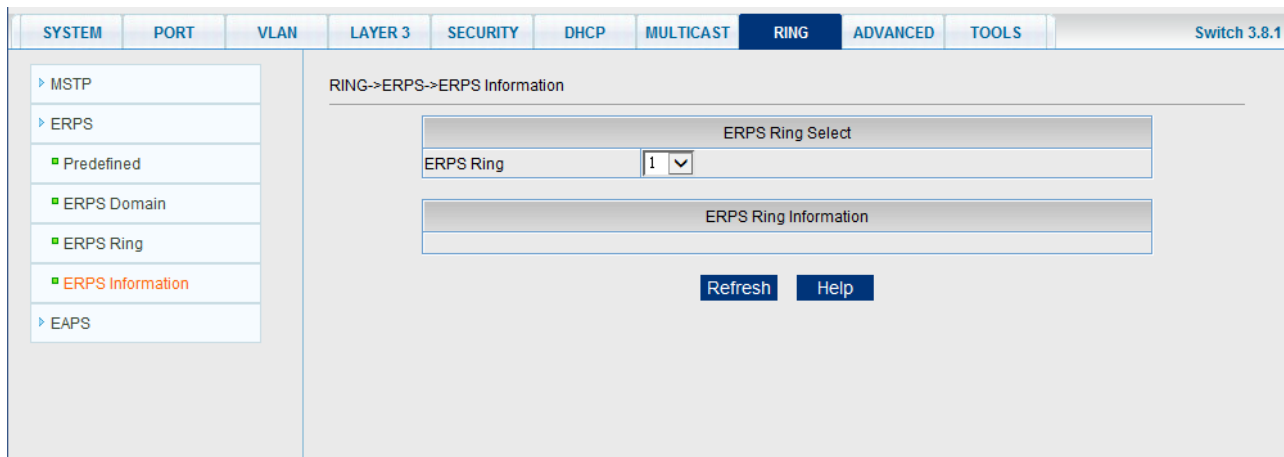 SYSTEM PORT VLAN LAYER 3 SECURITY DHCP MULTICAST RING ADVANCED TOOLS Switch 3.8.1
MSTP
ERPS
Predefined
ERPS Domain
ERPS Ring
ERPS Information
EAPS
RING->ERPS->ERPS Information
ERPS Ring Select
ERPS Ring 1
ERPS Ring Information
Refresh Help